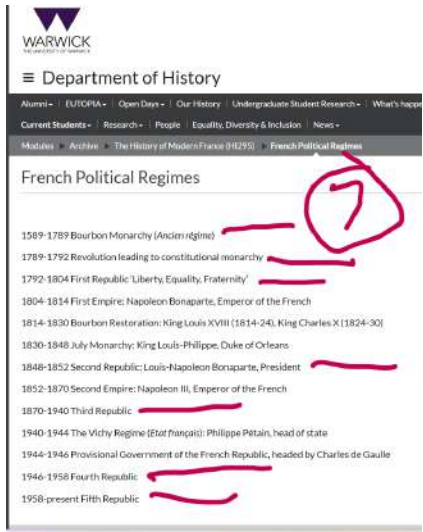 WARWICK
THE UNIVERSITY OF WARWICK
≡ Department of History
Alumni EUTOPIA Open Days Our History Undergraduate Student Research What's happe
Current Students Research People Equality, Diversity & Inclusion News
Modules Archive The History of Modern France (HI295) French Political Regimes
French Political Regimes
7
1589-1789 Bourbon Monarchy (Ancien régime)
1789-1792 Revolution leading to constitutional monarchy
1792-1804 First Republic 'Liberty, Equality, Fraternity'
1804-1814 First Empire: Napoleon Bonaparte, Emperor of the French
1814-1830 Bourbon Restoration: King Louis XVIII (1814-24), King Charles X (1824-30)
1830-1848 July Monarchy: King Louis-Philippe, Duke of Orleans
1848-1852 Second Republic: Louis-Napoleon Bonaparte, President
1852-1870 Second Empire: Napoleon III, Emperor of the French
1870-1940 Third Republic
1940-1944 The Vichy Regime (Etat français): Philippe Pétain, head of state
1944-1946 Provisional Government of the French Republic, headed by Charles de Gaulle
1946-1958 Fourth Republic
1958-present Fifth Republic